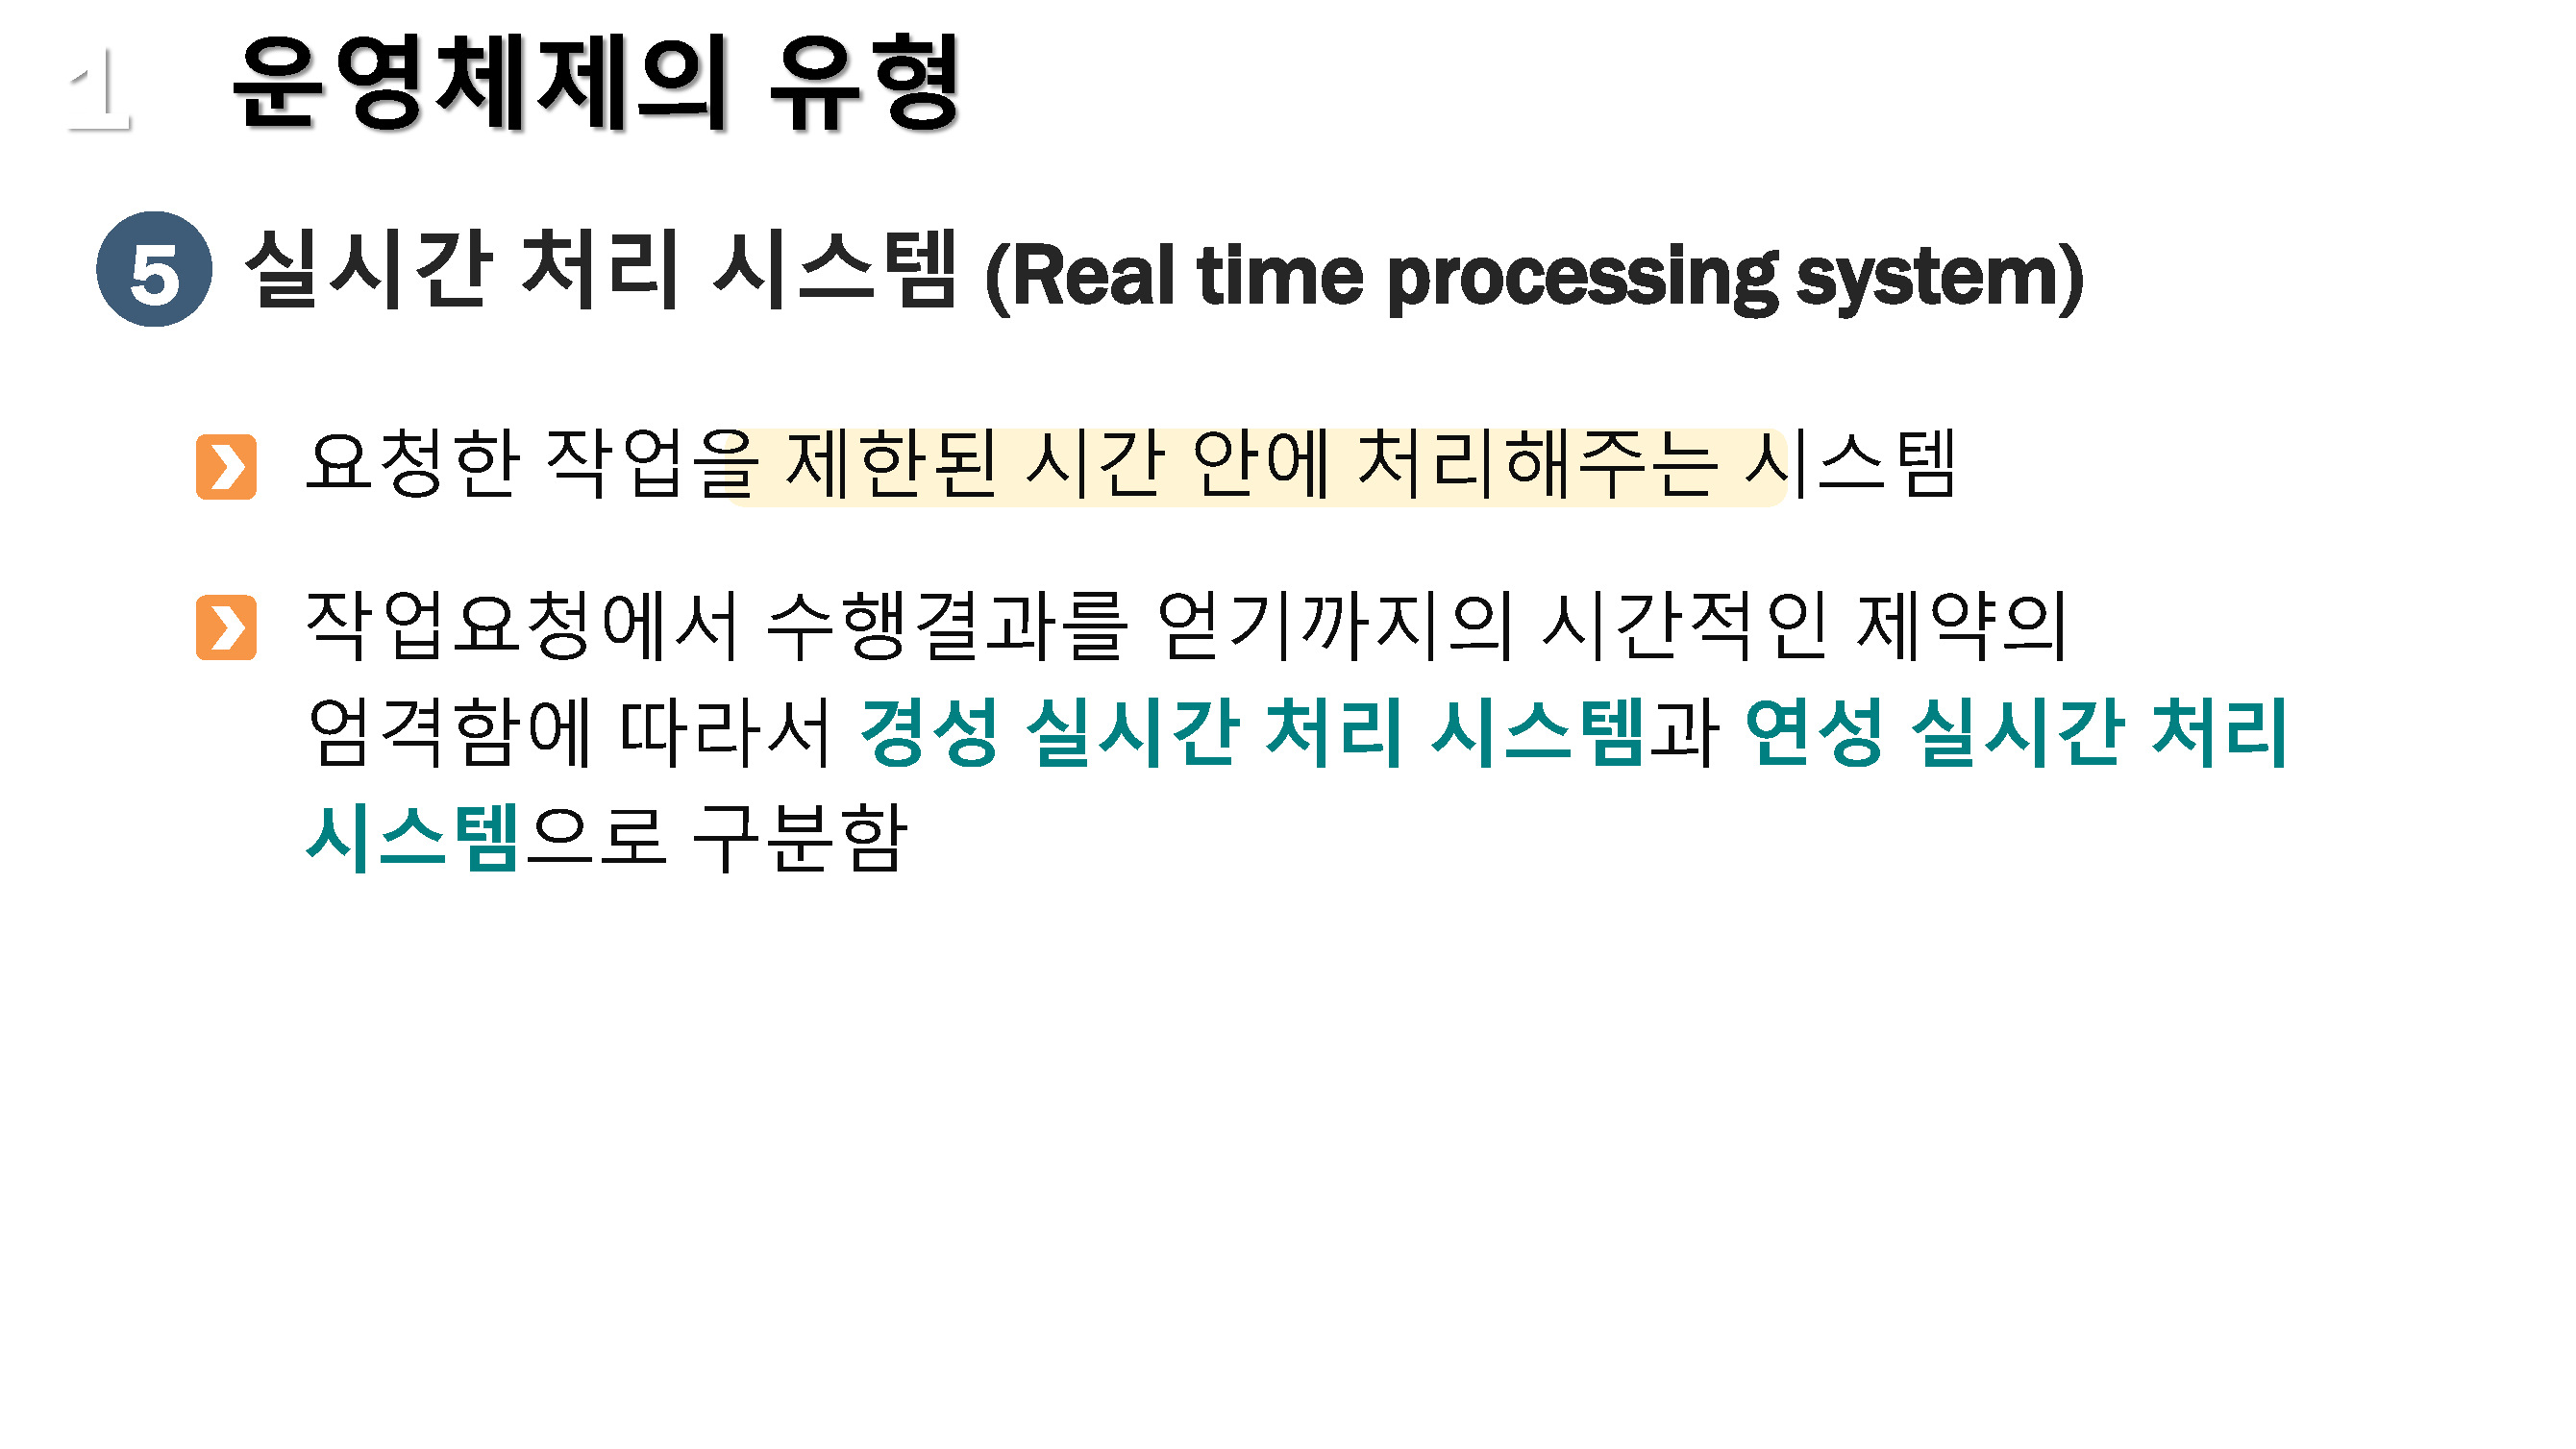 1 운영체제의 유형
5 실시간 처리 시스템 (Real time processing system)
요청한 작업을 제한된 시간 안에 처리해주는 시스템
작업요청에서 수행결과를 얻기까지의 시간적인 제약의
엄격함에 따라서 경성 실시간 처리 시스템과 연성 실시간 처리
시스템으로 구분함